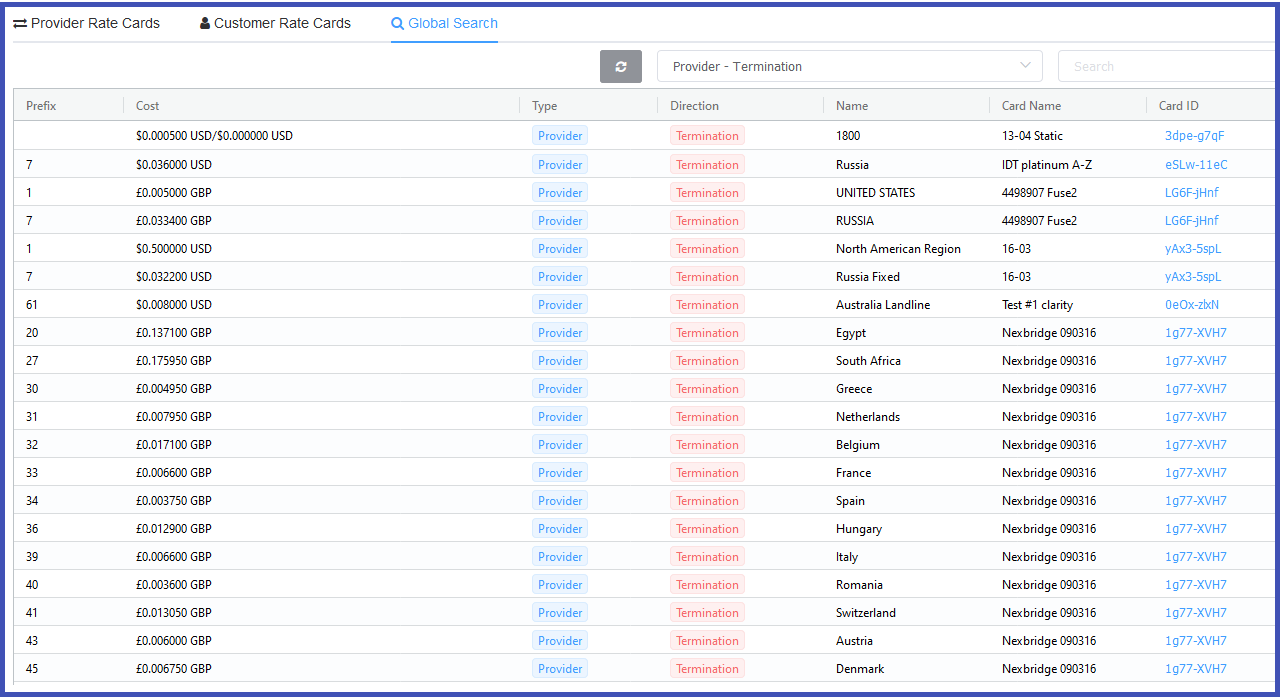 Provider Rate Cards Customer Rate Cards Global Search
Provider - Termination Search
Prefix Cost Type Direction Name Card Name Card ID
$0.000500 USD/$0.000000 USD Provider Termination 1800 13-04 Static 3dpe-g7qF
7 $0.036000 USD Provider Termination Russia IDT platinum A-Z eSLw-11eC
1 £0.005000 GBP Provider Termination UNITED STATES 4498907 Fuse2 LG6F-jHnf
7 £0.033400 GBP Provider Termination RUSSIA 4498907 Fuse2 LG6F-jHnf
1 $0.500000 USD Provider Termination North American Region 16-03 yAx3-5spL
7 $0.032200 USD Provider Termination Russia Fixed 16-03 yAx3-5spL
61 $0.008000 USD Provider Termination Australia Landline Test #1 clarity 0eOx-zlxN
20 £0.137100 GBP Provider Termination Egypt Nexbridge 090316 1g77-XVH7
27 £0.175950 GBP Provider Termination South Africa Nexbridge 090316 1g77-XVH7
30 £0.004950 GBP Provider Termination Greece Nexbridge 090316 1g77-XVH7
31 £0.007950 GBP Provider Termination Netherlands Nexbridge 090316 1g77-XVH7
32 £0.017100 GBP Provider Termination Belgium Nexbridge 090316 1g77-XVH7
33 £0.006600 GBP Provider Termination France Nexbridge 090316 1g77-XVH7
34 £0.003750 GBP Provider Termination Spain Nexbridge 090316 1g77-XVH7
36 £0.012900 GBP Provider Termination Hungary Nexbridge 090316 1g77-XVH7
39 £0.006600 GBP Provider Termination Italy Nexbridge 090316 1g77-XVH7
40 £0.003600 GBP Provider Termination Romania Nexbridge 090316 1g77-XVH7
41 £0.013050 GBP Provider Termination Switzerland Nexbridge 090316 1g77-XVH7
43 £0.006000 GBP Provider Termination Austria Nexbridge 090316 1g77-XVH7
45 £0.006750 GBP Provider Termination Denmark Nexbridge 090316 1g77-XVH7